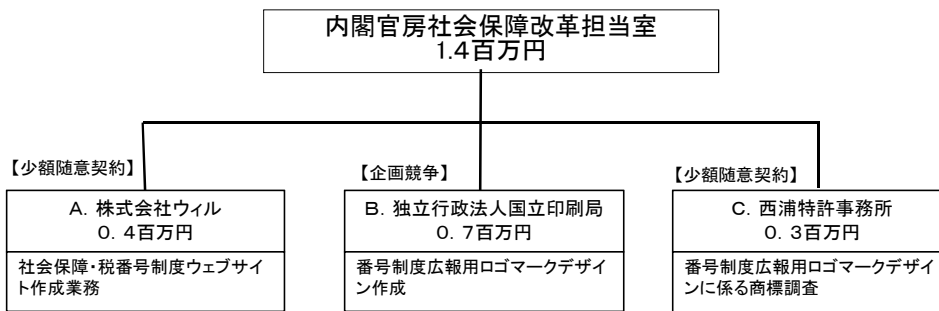 内閣官房社会保障改革担当室
1.4百万円
【少額随意契約】
A. 株式会社ウィル
0. 4百万円
社会保障・税番号制度ウェブサイ
ト作成業務
【企画競争】
B. 独立行政法人国立印刷局
0. 7百万円
番号制度広報用ロゴマークデザイ
ン作成
【少額随意契約】
C. 西浦特許事務所
0. 3百万円
番号制度広報用ロゴマークデザイ
ンに係る商標調査